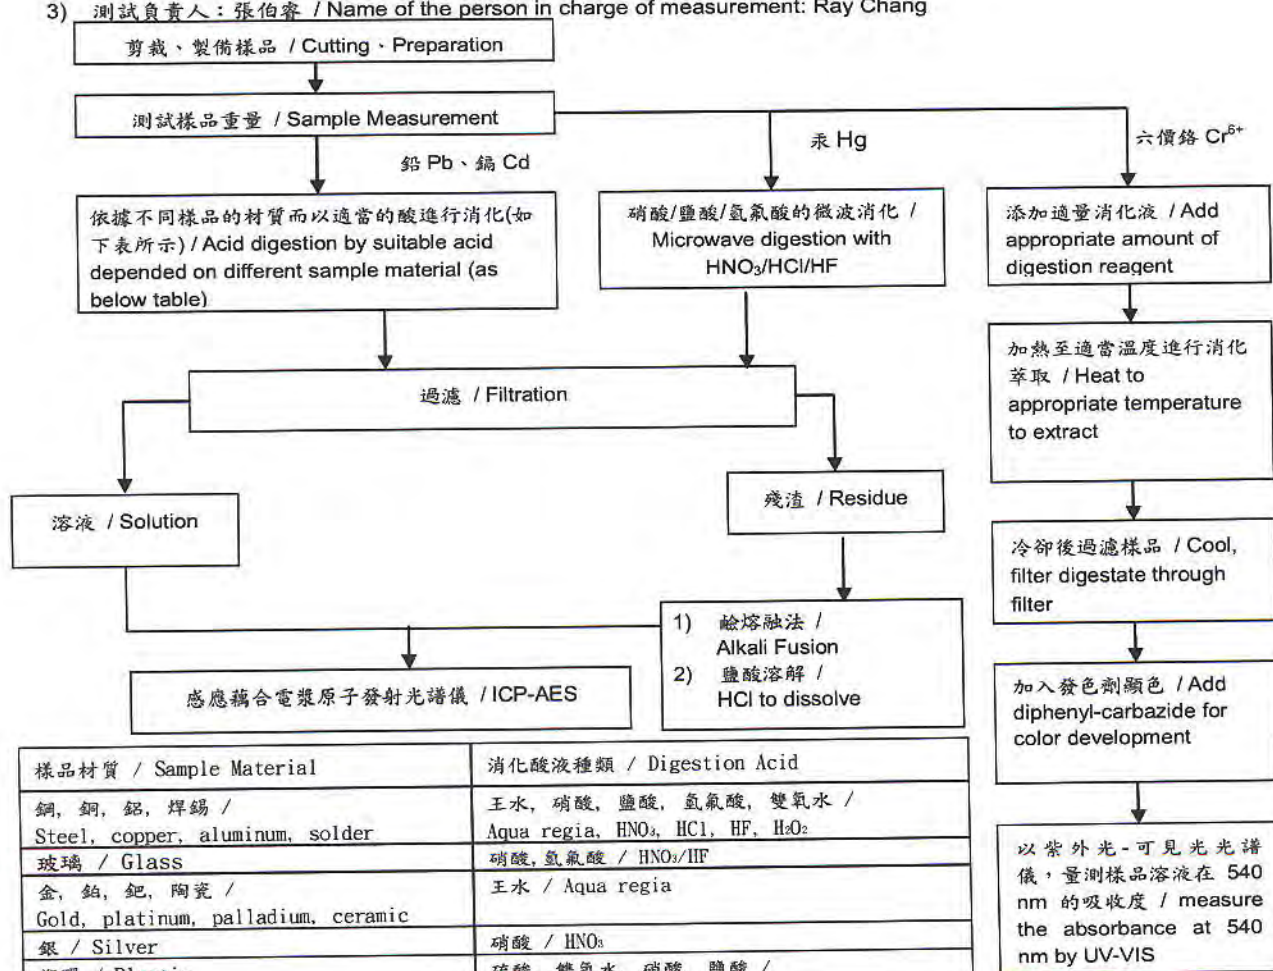 3) 測試負責人：張伯睿 / Name of the person in charge of measurement: Ray Chang
剪裁、製備樣品 / Cutting、Preparation
測試樣品重量 / Sample Measurement
鉛 Pb、鎘 Cd
汞 Hg
六價鉻 Cr⁶⁺
依據不同樣品的材質而以適當的酸進行消化(如
下表所示) / Acid digestion by suitable acid
depended on different sample material (as
below table)
硝酸/鹽酸/氫氟酸的微波消化 /
Microwave digestion with
HNO₃/HCl/HF
添加適量消化液 / Add
appropriate amount of
digestion reagent
過濾 / Filtration
加熱至適當溫度進行消化
萃取 / Heat to
appropriate temperature
to extract
溶液 / Solution
殘渣 / Residue
冷卻後過濾樣品 / Cool,
filter digestate through
filter
1) 鹼熔融法 /
Alkali Fusion
2) 鹽酸溶解 /
HCl to dissolve
感應藕合電漿原子發射光譜儀 / ICP-AES
加入發色劑顯色 / Add
diphenyl-carbazide for
color development
樣品材質 / Sample Material
消化酸液種類 / Digestion Acid
鋼, 銅, 鋁, 焊錫 /
Steel, copper, aluminum, solder
王水, 硝酸, 鹽酸, 氫氟酸, 雙氧水 /
Aqua regia, HNO₃, HCl, HF, H₂O₂
玻璃 / Glass
硝酸, 氫氟酸 / HNO₃/HF
金, 鉑, 鈀, 陶瓷 /
Gold, platinum, palladium, ceramic
王水 / Aqua regia
銀 / Silver
硝酸 / HNO₃
以紫外光-可見光光譜
儀，量測樣品溶液在 540
nm 的吸收度 / measure
the absorbance at 540
nm by UV-VIS